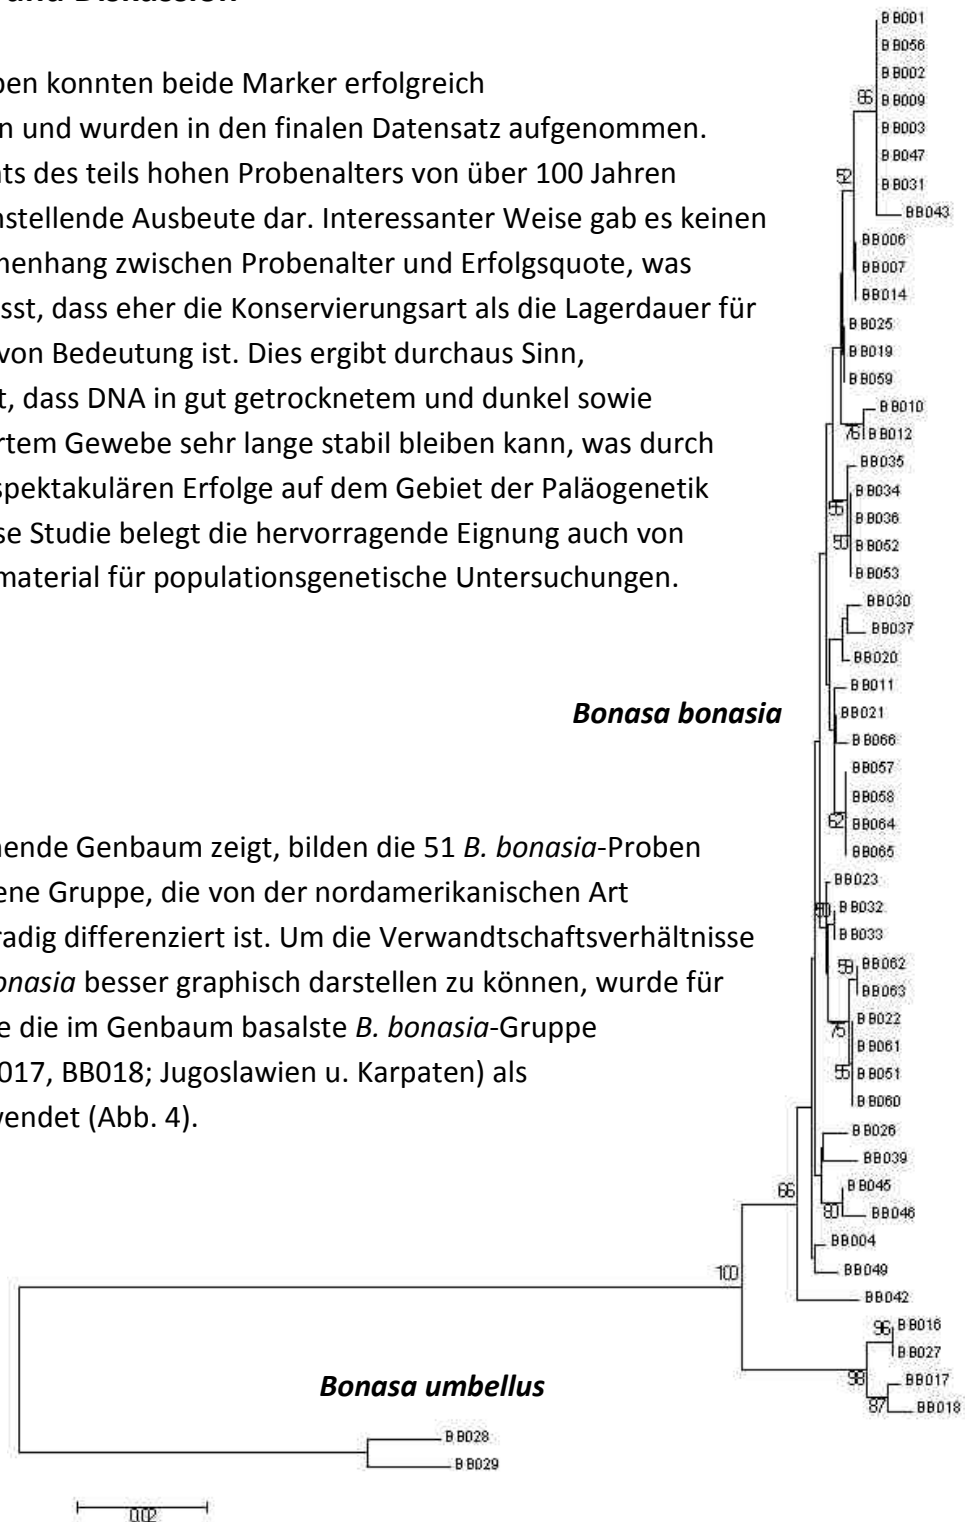 und Diskussion
ben konnten beide Marker erfolgreich
n und wurden in den finalen Datensatz aufgenommen.
ts des teils hohen Probenalters von über 100 Jahren
nstellende Ausbeute dar. Interessanter Weise gab es keinen
menhang zwischen Probenalter und Erfolgsquote, was
sst, dass eher die Konservierungsart als die Lagerdauer für
von Bedeutung ist. Dies ergibt durchaus Sinn,
t, dass DNA in gut getrocknetem und dunkel sowie
rtem Gewebe sehr lange stabil bleiben kann, was durch
spektakulären Erfolge auf dem Gebiet der Paläogenetik
se Studie belegt die hervorragende Eignung auch von
material für populationsgenetische Untersuchungen.
Bonasa bonasia
hende Genbaum zeigt, bilden die 51 B. bonasia-Proben
ene Gruppe, die von der nordamerikanischen Art
radig differenziert ist. Um die Verwandtschaftsverhältnisse
onasia besser graphisch darstellen zu können, wurde für
e die im Genbaum basalste B. bonasia-Gruppe
017, BB018; Jugoslawien u. Karpaten) als
wendet (Abb. 4).
BB001
BB056
BB002
86
BB009
BB003
BB047
BB031
52
BB043
BB006
BB007
BB014
BB025
BB019
BB059
BB010
76
BB012
BB035
BB034
56
BB036
50
BB052
BB053
BB030
BB037
BB020
BB011
BB021
BB066
BB057
BB058
62
BB064
BB065
BB023
BB032
BB033
59
BB062
BB063
BB022
75
BB061
55
BB051
BB060
BB026
BB039
66
BB045
80
BB046
BB004
100
BB049
BB042
96
BB016
BB027
98
BB017
87
BB018
Bonasa umbellus
BB028
BB029
0.02